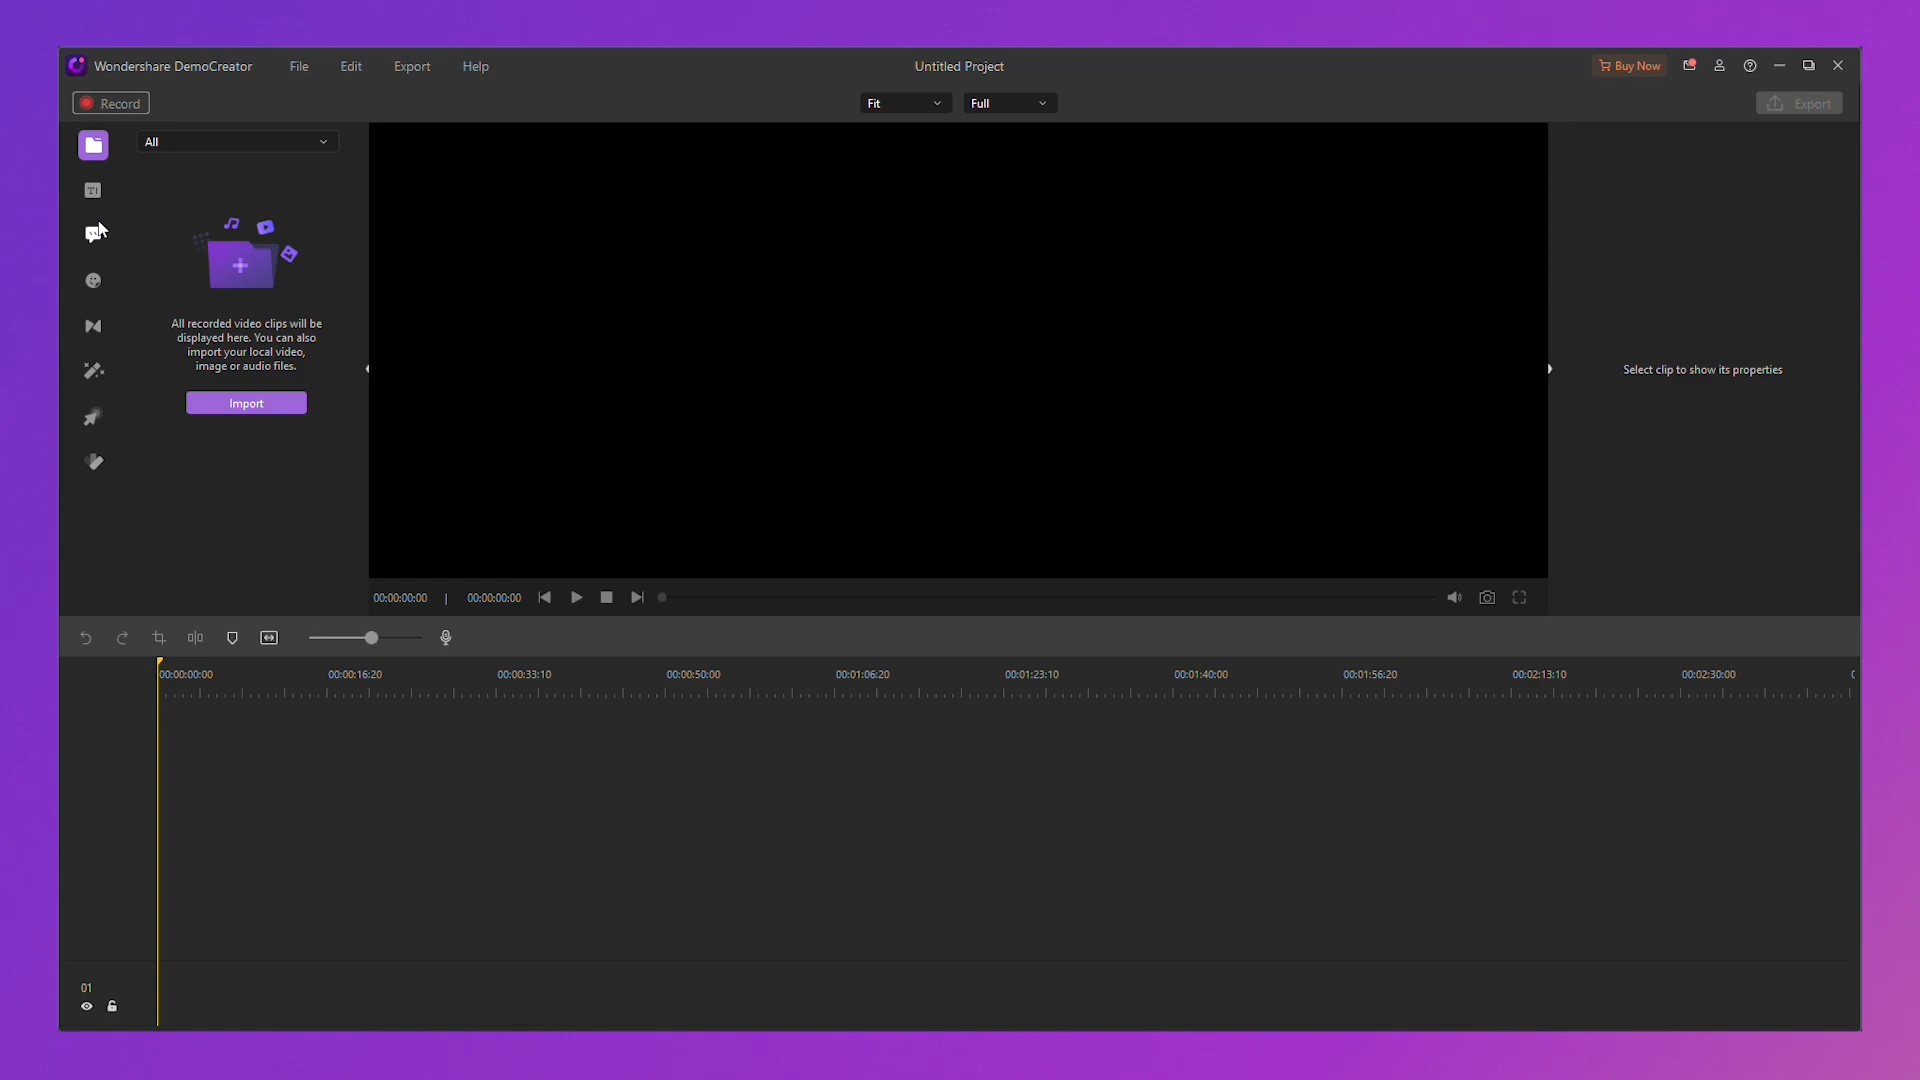 Wondershare DemoCreator File Edit Export Help Untitled Project Buy Now
Record Fit Full Export
All
TI
All recorded video clips will be
displayed here. You can also
import your local video,
image or audio files.
Import
Select clip to show its properties
00:00:00:00 | 00:00:00:00
00:00:00:00 00:00:16:20 00:00:33:10 00:00:50:00 00:01:06:20 00:01:23:10 00:01:40:00 00:01:56:20 00:02:13:10 00:02:30:00
01